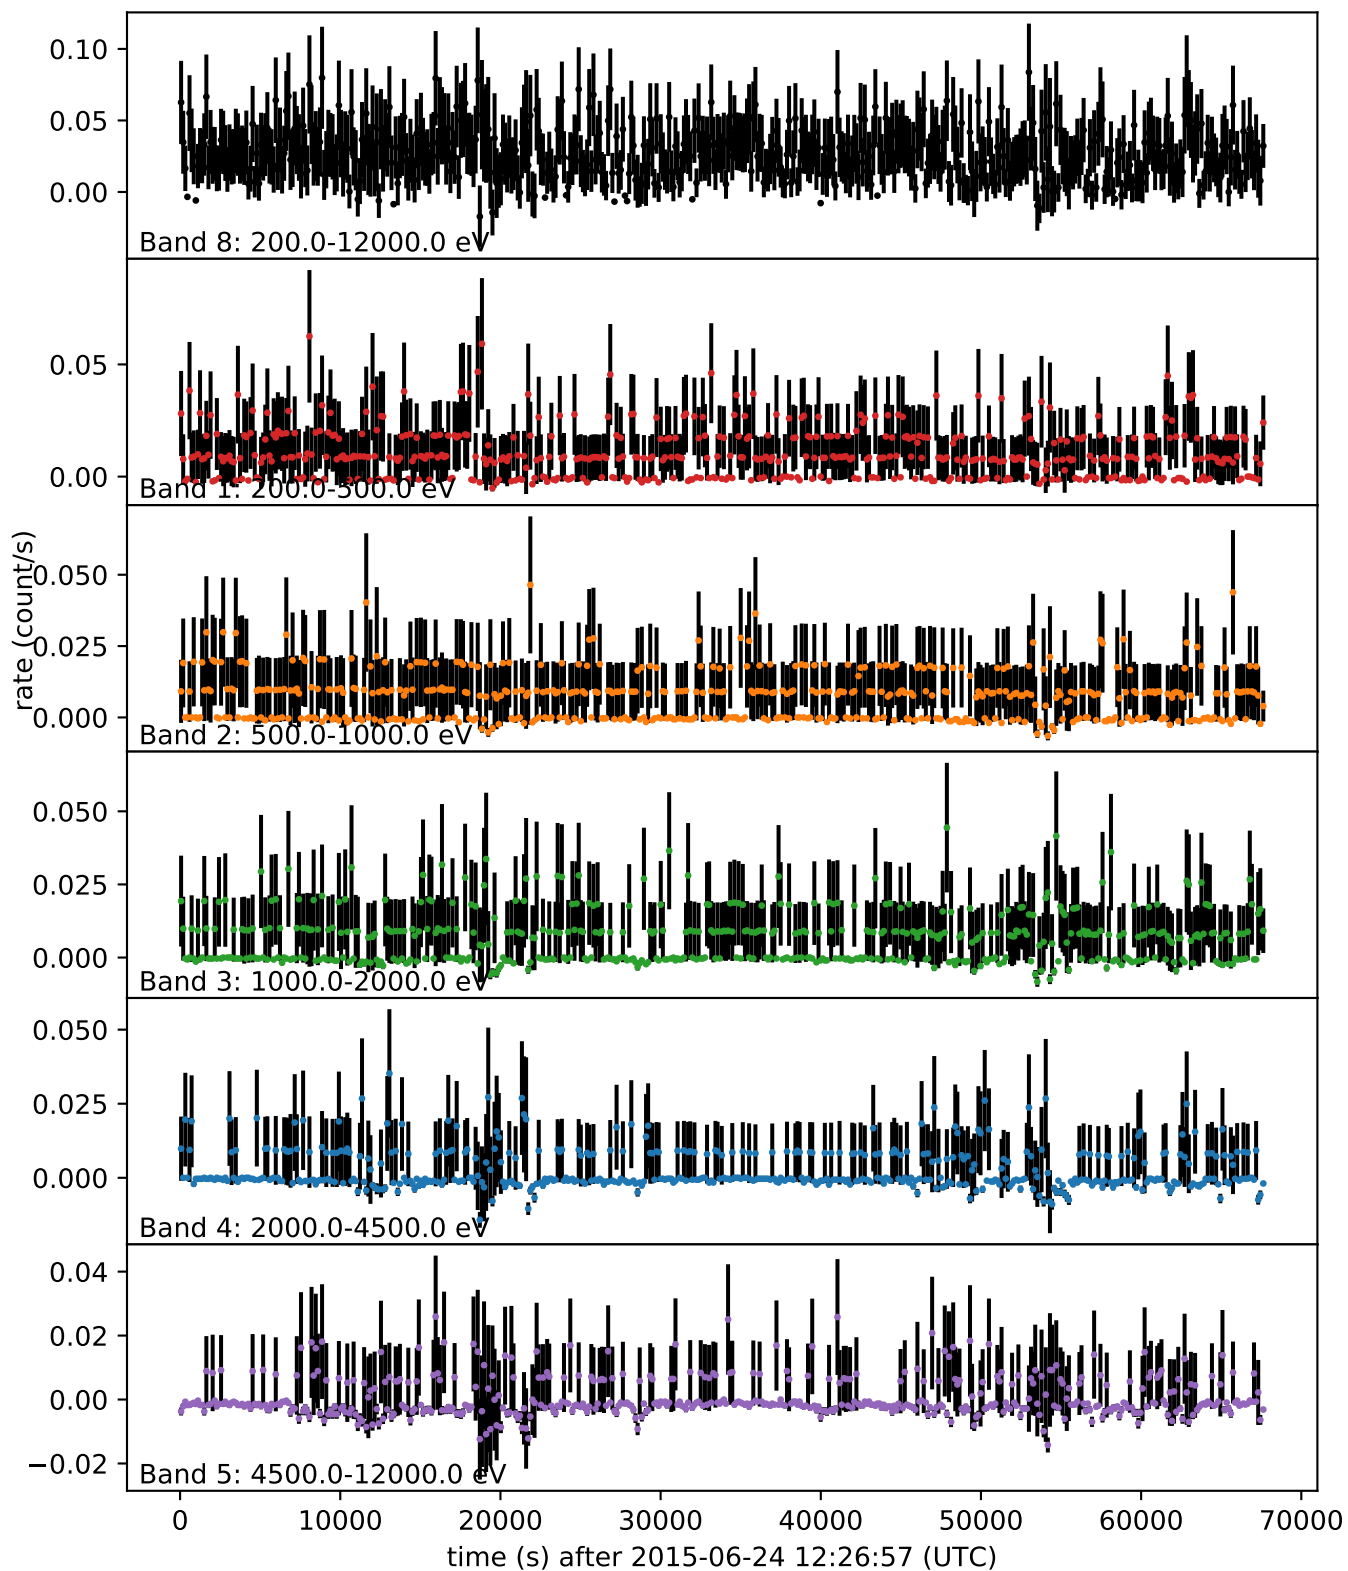 0.10
0.05
0.00
Band 8: 200.0-12000.0 eV
0.05
0.00
Band 1: 200.0-500.0 eV
rate (count/s)
0.050
0.025
0.000
Band 2: 500.0-1000.0 eV
0.050
0.025
0.000
Band 3: 1000.0-2000.0 eV
0.050
0.025
0.000
Band 4: 2000.0-4500.0 eV
0.04
0.02
0.00
−0.02
Band 5: 4500.0-12000.0 eV
0 10000 20000 30000 40000 50000 60000 70000
time (s) after 2015-06-24 12:26:57 (UTC)